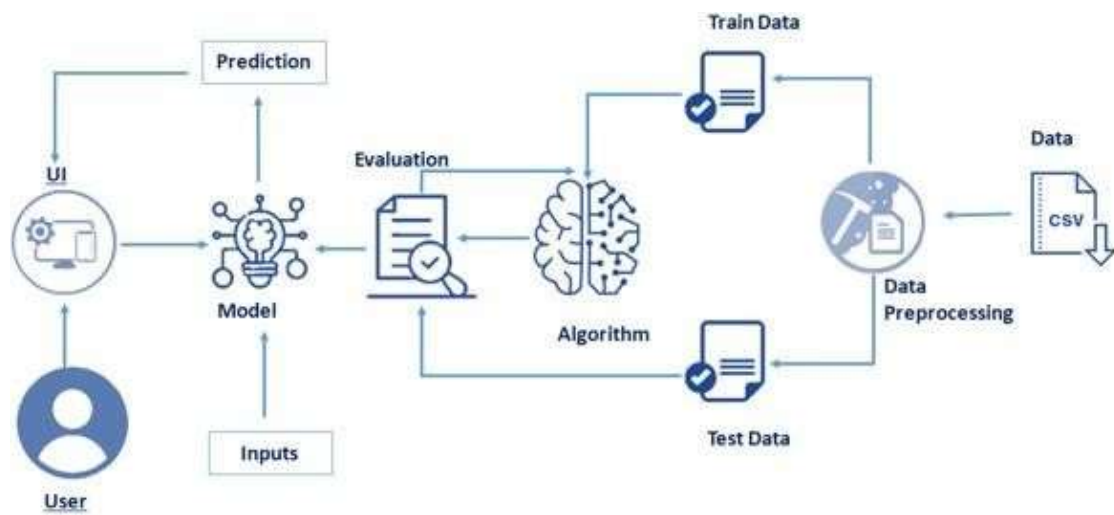 Train Data
Prediction
Data
Evaluation
UI
CSV
Model
Data
Preprocessing
Algorithm
Test Data
Inputs
User